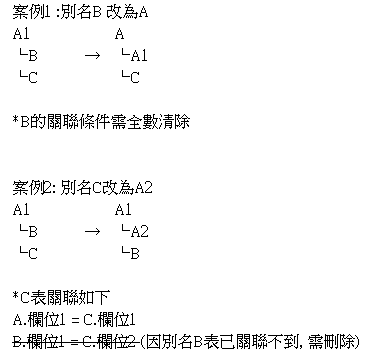 案例1 :別名B 改為A
A1 A
└B → └A1
└C └C
*B的關聯條件需全數清除
案例2: 別名C改為A2
A1 A1
└B → └A2
└C └B
*C表關聯如下
A.欄位1 = C.欄位1
B.欄位1 = C.欄位2 (因別名B表已關聯不到, 需刪除)